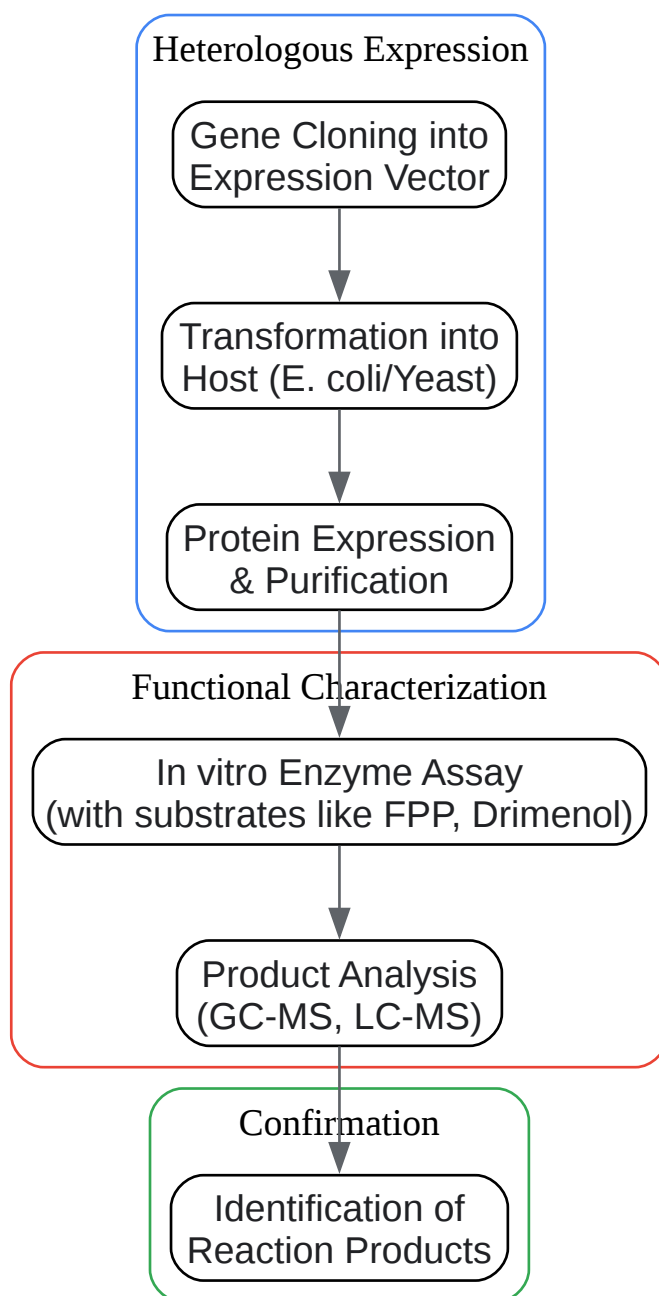 Heterologous Expression
Gene Cloning into
Expression Vector
Transformation into
Host (E. coli/Yeast)
Protein Expression
& Purification
Functional Characterization
In vitro Enzyme Assay
(with substrates like FPP, Drimenol)
Product Analysis
(GC-MS, LC-MS)
Confirmation
Identification of
Reaction Products